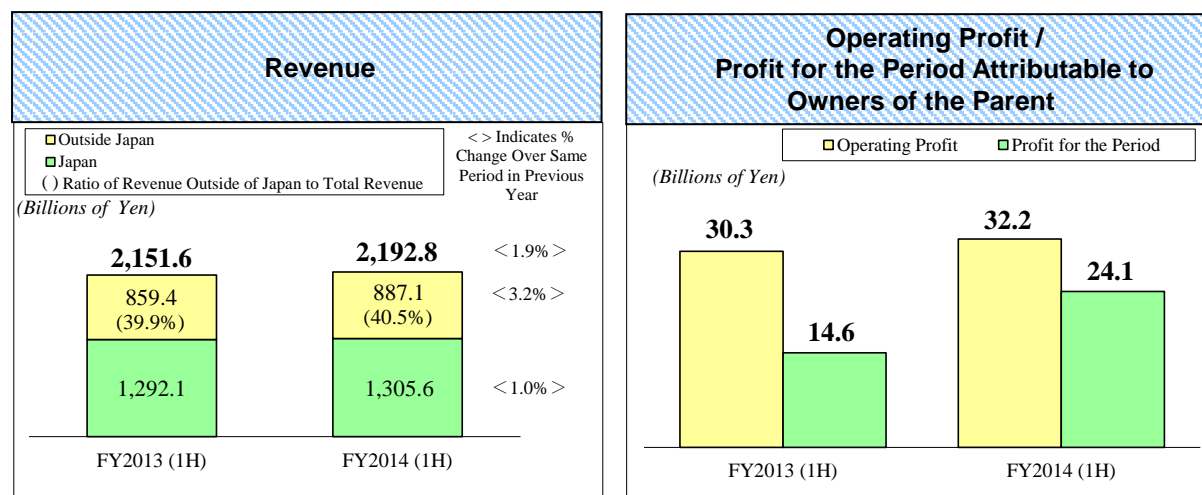 Revenue
Outside Japan
Japan
( ) Ratio of Revenue Outside of Japan to Total Revenue
< > Indicates %
Change Over Same
Period in Previous
Year
(Billions of Yen)
2,151.6
2,192.8
<1.9% >
859.4
(39.9%)
887.1
(40.5%)
<3.2% >
1,292.1
1,305.6
<1.0% >
FY2013 (1H)
FY2014 (1H)
Operating Profit /
Profit for the Period Attributable to
Owners of the Parent
Operating Profit
Profit for the Period
(Billions of Yen)
30.3
14.6
32.2
24.1
FY2013 (1H)
FY2014 (1H)